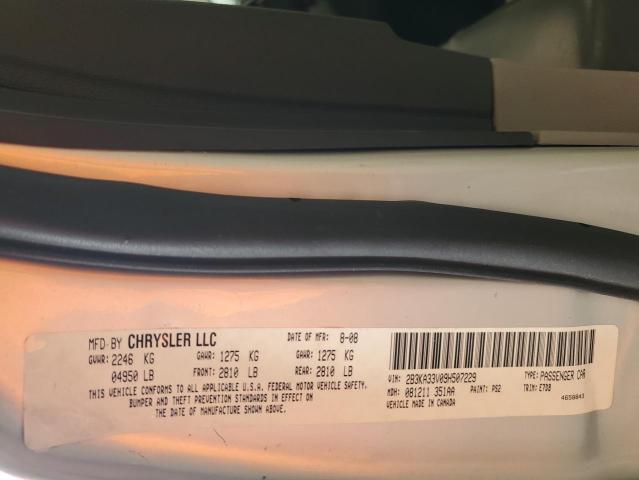 MFD BY CHRYSLER LLC DATE OF MFR: 8-08
GVWR: 2246 KG GAWR: 1275 KG GAWR: 1275 KG
04950 LB FRONT: 2810 LB REAR: 2810 LB
THIS VEHICLE CONFORMS TO ALL APPLICABLE U.S.A. FEDERAL MOTOR VEHICLE SAFETY,
BUMPER AND THEFT PREVENTION STANDARDS IN EFFECT ON
THE DATE OF MANUFACTURE SHOWN ABOVE.
VIN: 2B3KA33V09H507229 TYPE: PASSENGER CAR
MDH: 081211 351AA PAINT: PS2 TRIM: E7DB
VEHICLE MADE IN CANADA 4658843